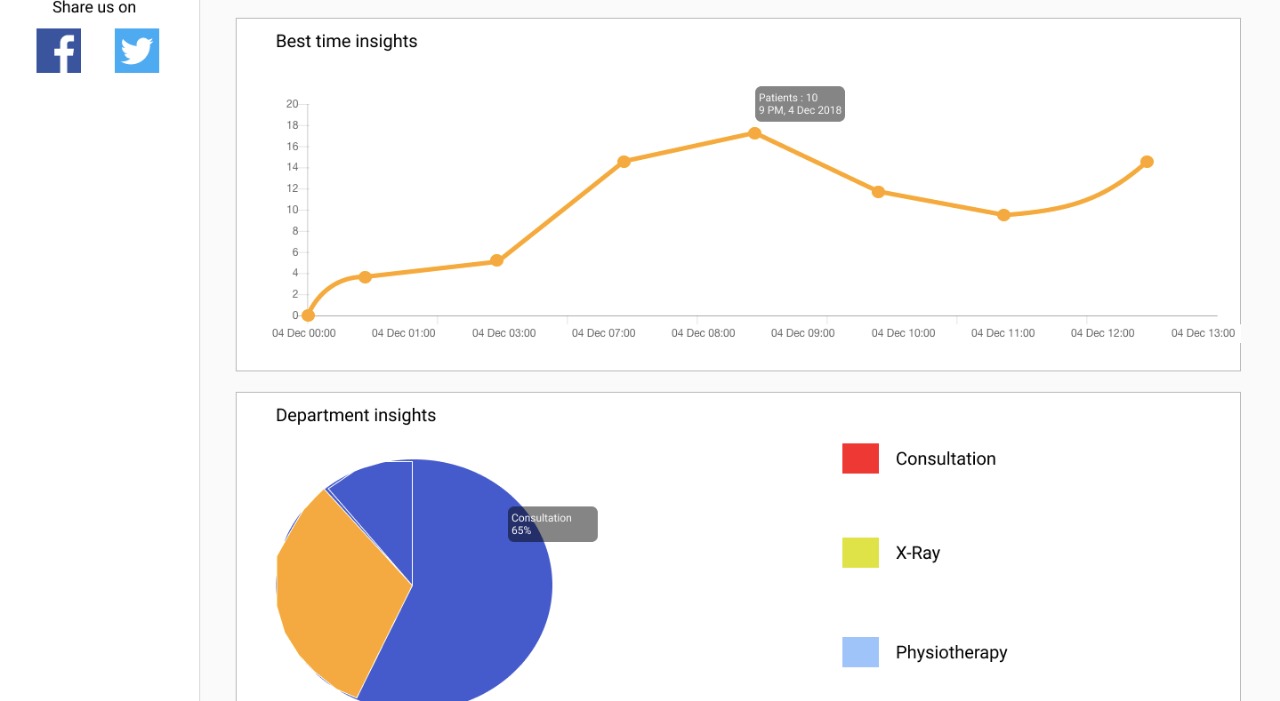 Share us on
Best time insights
Patients : 10
9 PM, 4 Dec 2018
20
18
16
14
12
10
8
6
4
2
0
04 Dec 00:00 04 Dec 01:00 04 Dec 03:00 04 Dec 07:00 04 Dec 08:00 04 Dec 09:00 04 Dec 10:00 04 Dec 11:00 04 Dec 12:00 04 Dec 13:00
Department insights
Consultation
65%
Consultation
X-Ray
Physiotherapy